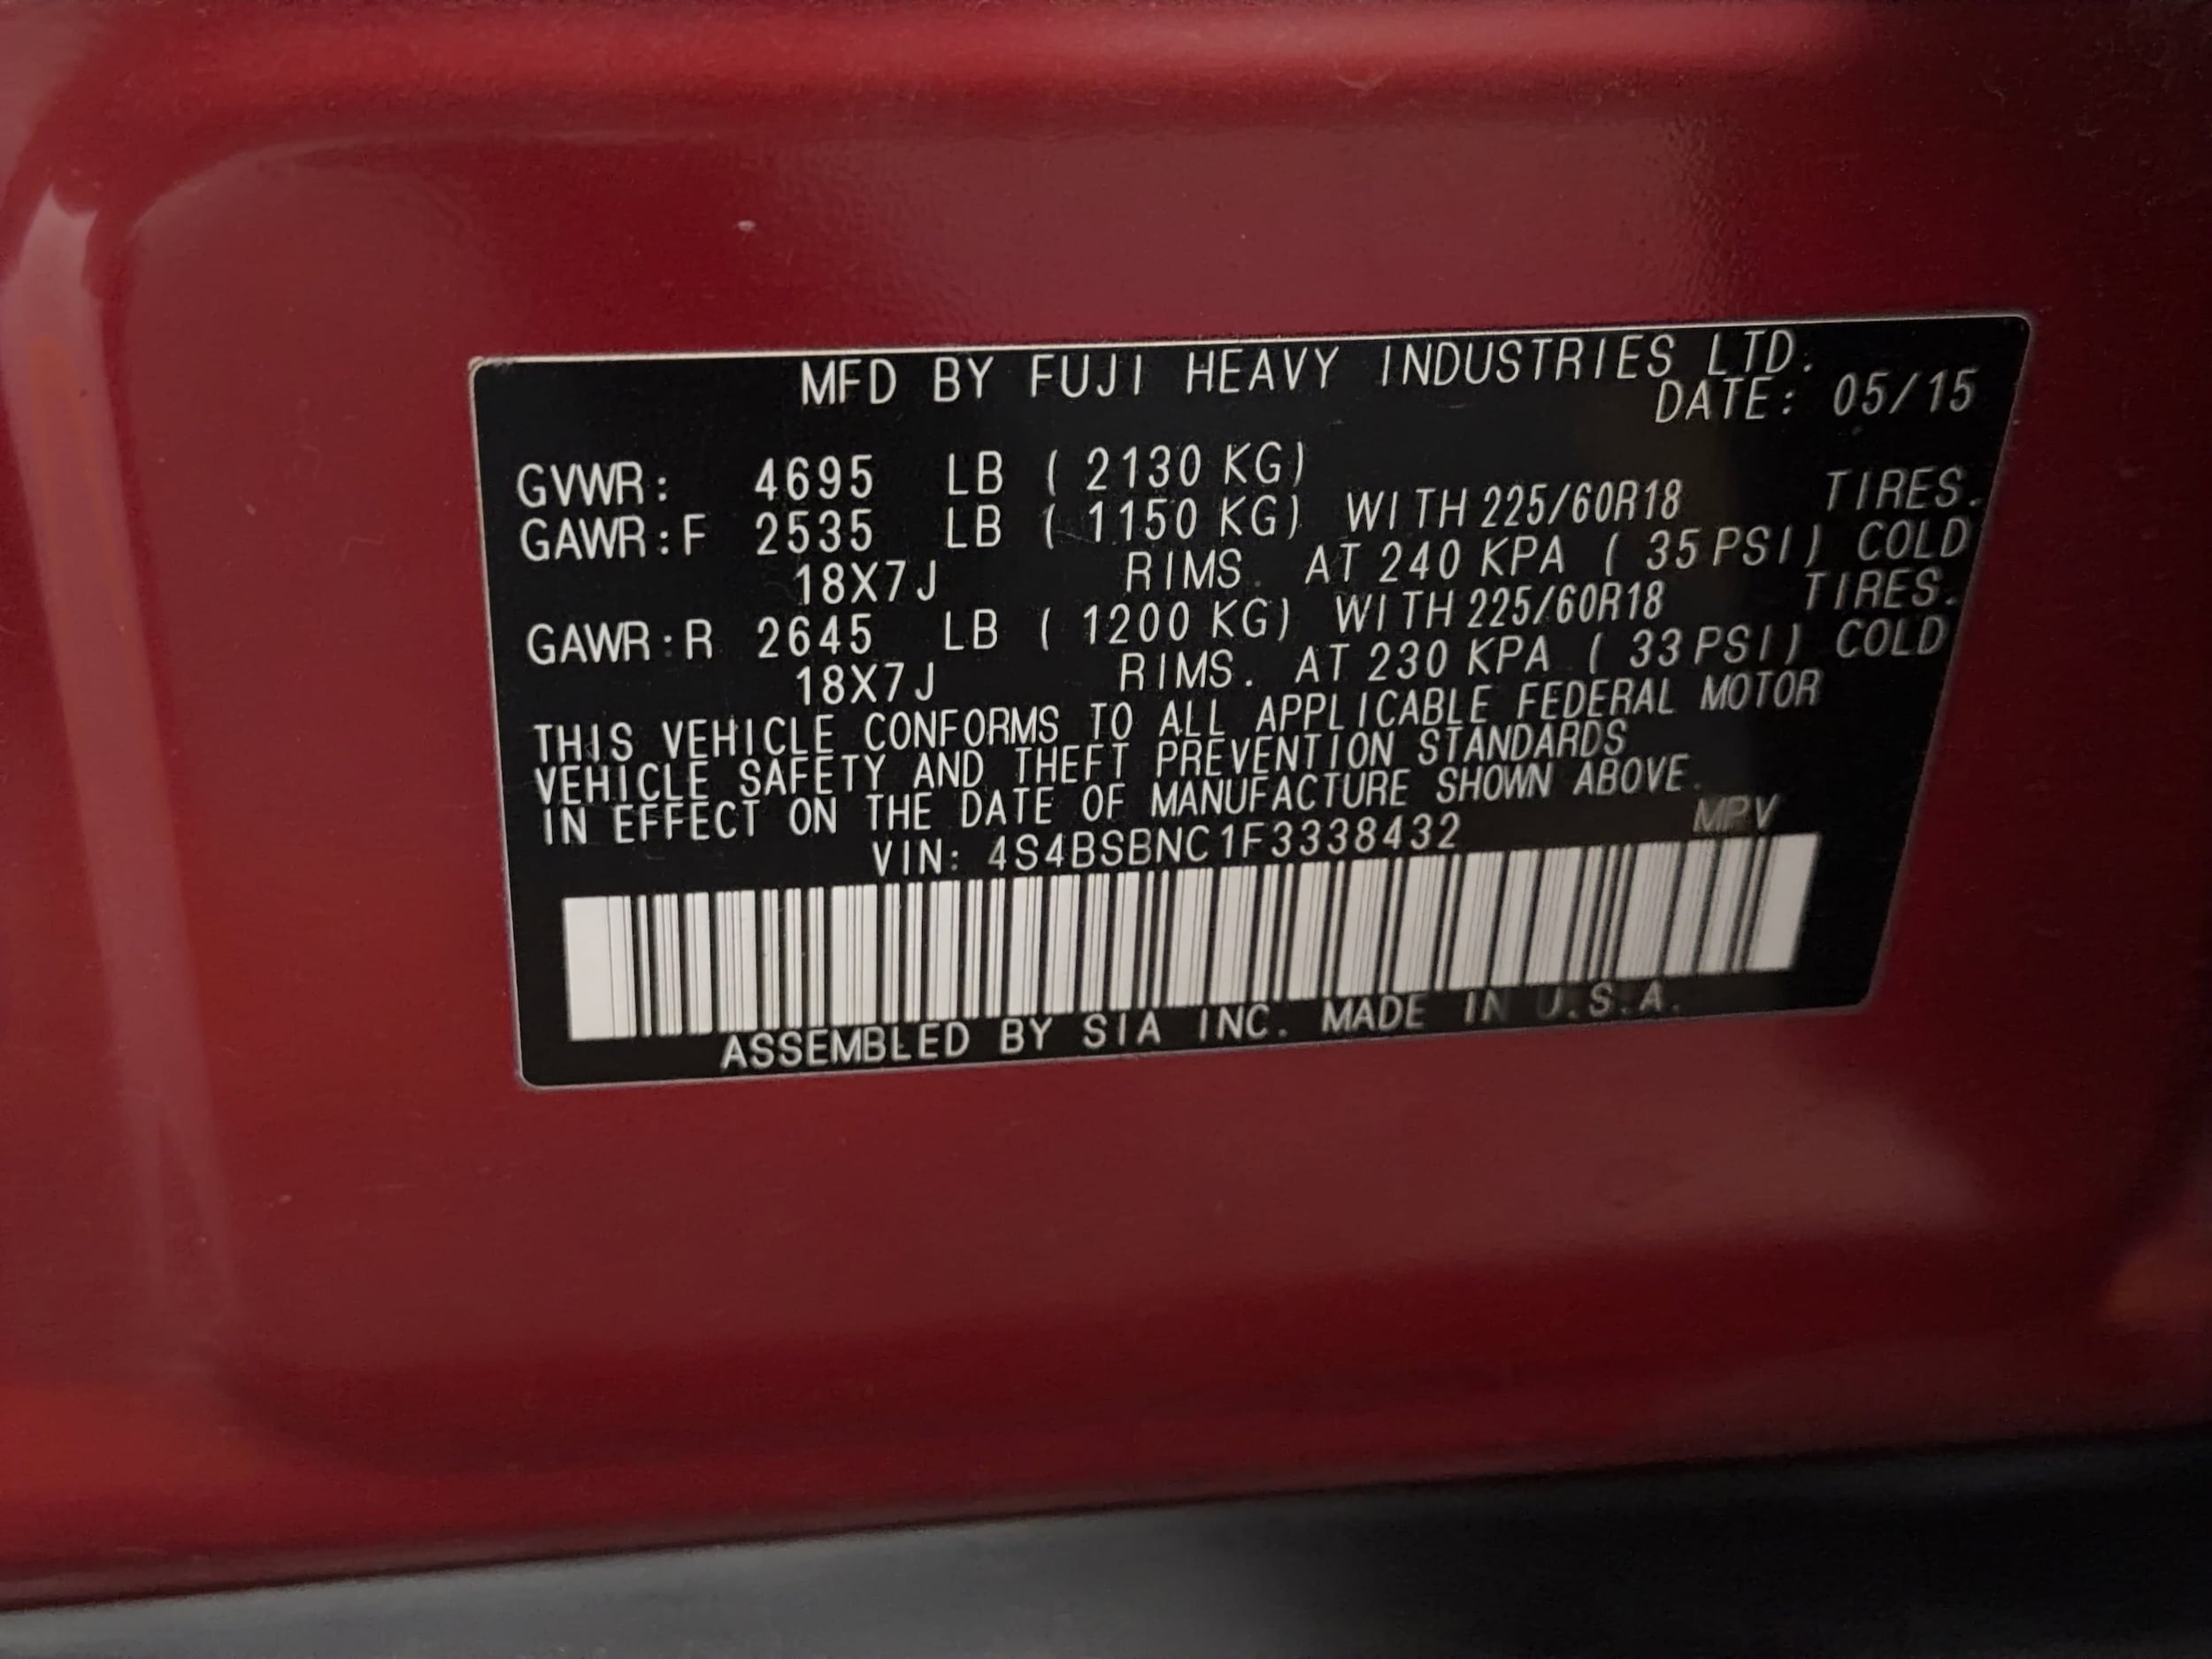 MFD BY FUJI HEAVY INDUSTRIES LTD.
DATE: 05/15
GVWR: 4695 LB ( 2130 KG)
GAWR:F 2535 LB ( 1150 KG) WITH 225/60R18 TIRES.
18X7J RIMS. AT 240 KPA ( 35 PSI) COLD
GAWR:R 2645 LB ( 1200 KG) WITH 225/60R18 TIRES.
18X7J RIMS. AT 230 KPA ( 33 PSI) COLD
THIS VEHICLE CONFORMS TO ALL APPLICABLE FEDERAL MOTOR
VEHICLE SAFETY AND THEFT PREVENTION STANDARDS
IN EFFECT ON THE DATE OF MANUFACTURE SHOWN ABOVE.
VIN: 4S4BSBNC1F3338432 MPV
ASSEMBLED BY SIA INC. MADE IN U.S.A.